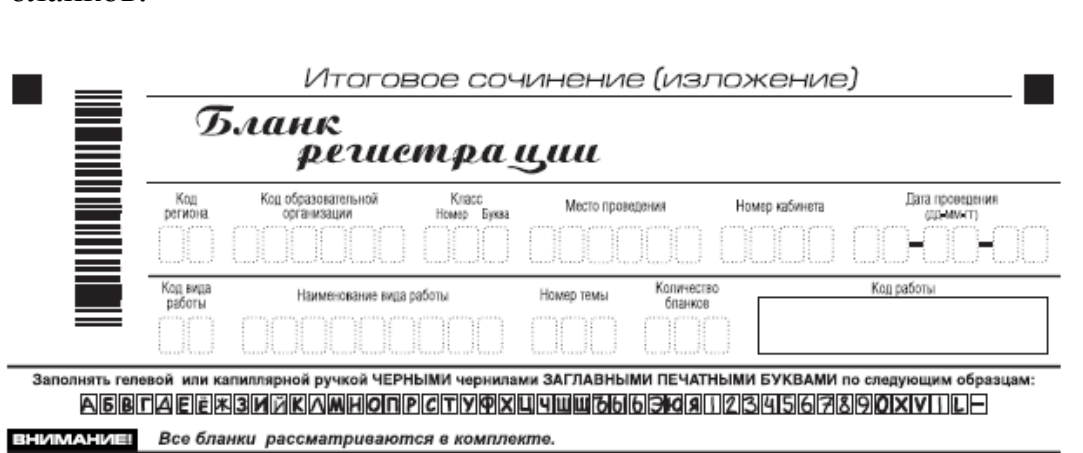 бланков.
Итоговое сочинение (изложение)
Бланк
регистрации
Код региона
Код образовательной организации
Класс
Номер Буква
Место проведения
Номер кабинета
Дата проведения
(ДД-ММ-ГГ)
Код вида работы
Наименование вида работы
Номер темы
Количество бланков
Код работы
Заполнять гелевой или капиллярной ручкой ЧЕРНЫМИ чернилами ЗАГЛАВНЫМИ ПЕЧАТНЫМИ БУКВАМИ по следующим образцам:
АБВГДЕЁЖЗИЙКЛМНОПРСТУФХЦЧШЩЪЫЬЭЮЯ1234567890XVIL-
ВНИМАНИЕ! Все бланки рассматриваются в комплекте.